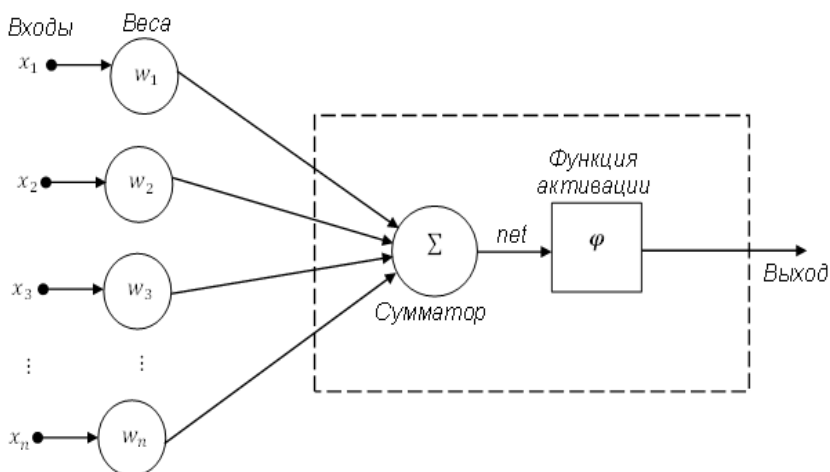 Входы
Веса
x₁
w₁
x₂
w₂
Функция
активации
Σ
net
φ
Выход
x₃
w₃
Сумматор
⋮
⋮
xₙ
wₙ